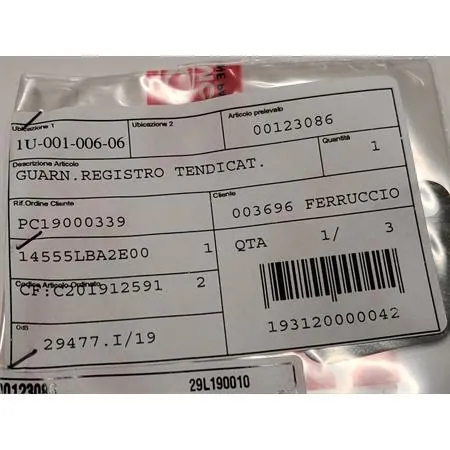 Ubicazione 1
Ubicazione 2
Articolo prelevato
1U-001-006-06
00123086
Descrizione Articolo
Quantità
GUARN.REGISTRO TENDICAT.
1
Rif.Ordine Cliente
Cliente
PC19000339
003696 FERRUCCIO
14555LBA2E00 1
QTA 1/ 3
Codice Articolo Ordinato
CF:C201912591 2
193120000042
OdB
29477.I/19
29L190010